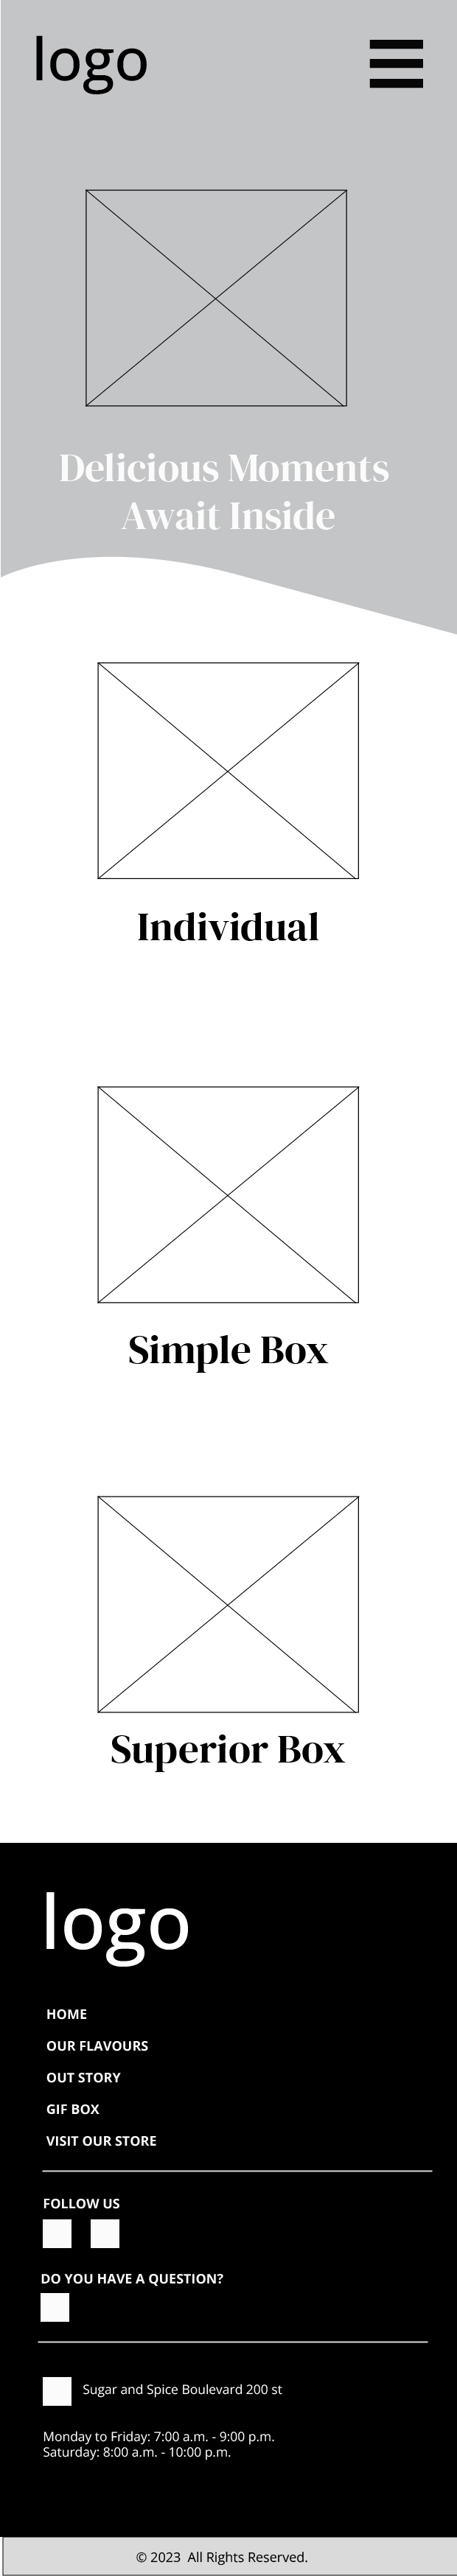 logo
Delicious Moments
Await Inside
Individual
Simple Box
Superior Box
logo
HOME
OUR FLAVOURS
OUT STORY
GIF BOX
VISIT OUR STORE
FOLLOW US
DO YOU HAVE A QUESTION?
Sugar and Spice Boulevard 200 st
Monday to Friday: 7:00 a.m. - 9:00 p.m.
Saturday: 8:00 a.m. - 10:00 p.m.
© 2023 All Rights Reserved.